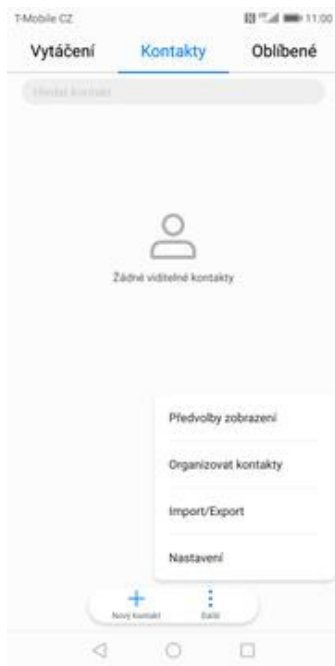 T-Mobile CZ 11:00
Vytáčení Kontakty Oblíbené
Hledat kontakt
Žádné viditelné kontakty
Předvolby zobrazení
Organizovat kontakty
Import/Export
Nastavení
Nový kontakt Další